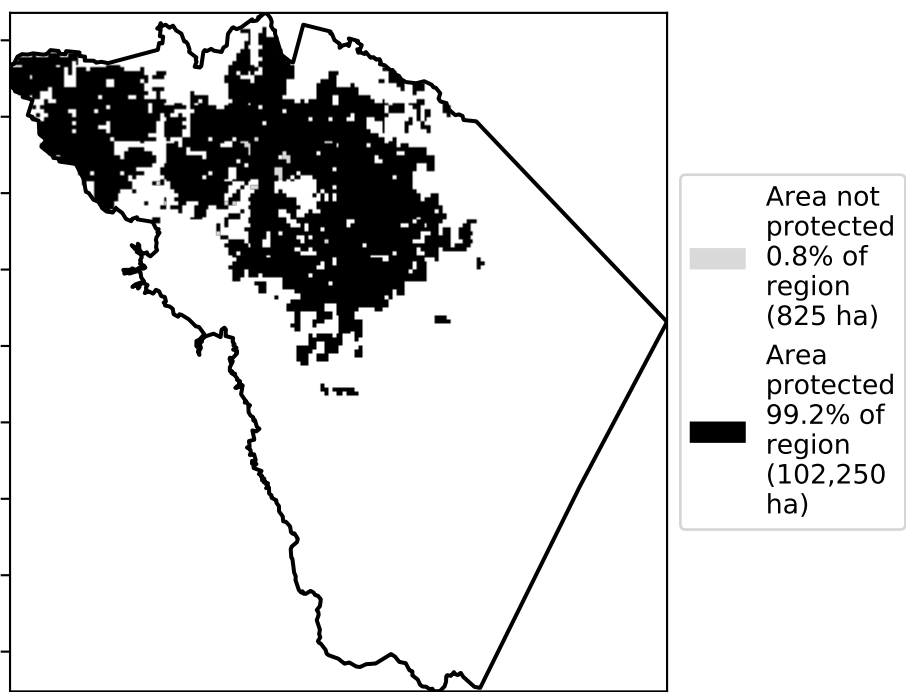 Area not
protected
0.8% of
region
(825 ha)
Area
protected
99.2% of
region
(102,250
ha)